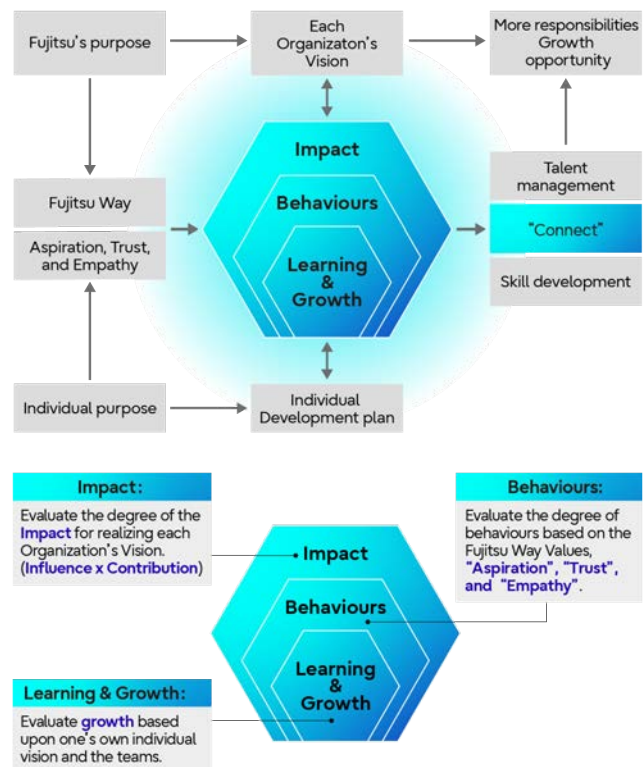 Fujitsu's purpose
Each
Organizaton's
Vision
More responsibilities
Growth
opportunity
Impact
Behaviours
Learning
&
Growth
Fujitsu Way
Aspiration, Trust,
and Empathy
Talent
management
"Connect"
Skill development
Individual purpose
Individual
Development plan
Impact:
Evaluate the degree of the
Impact for realizing each
Organization's Vision.
(Influence x Contribution)
Behaviours:
Evaluate the degree of
behaviours based on the
Fujitsu Way Values,
"Aspiration", "Trust",
and "Empathy".
Impact
Behaviours
Learning
&
Growth
Learning & Growth:
Evaluate growth based
upon one's own individual
vision and the teams.